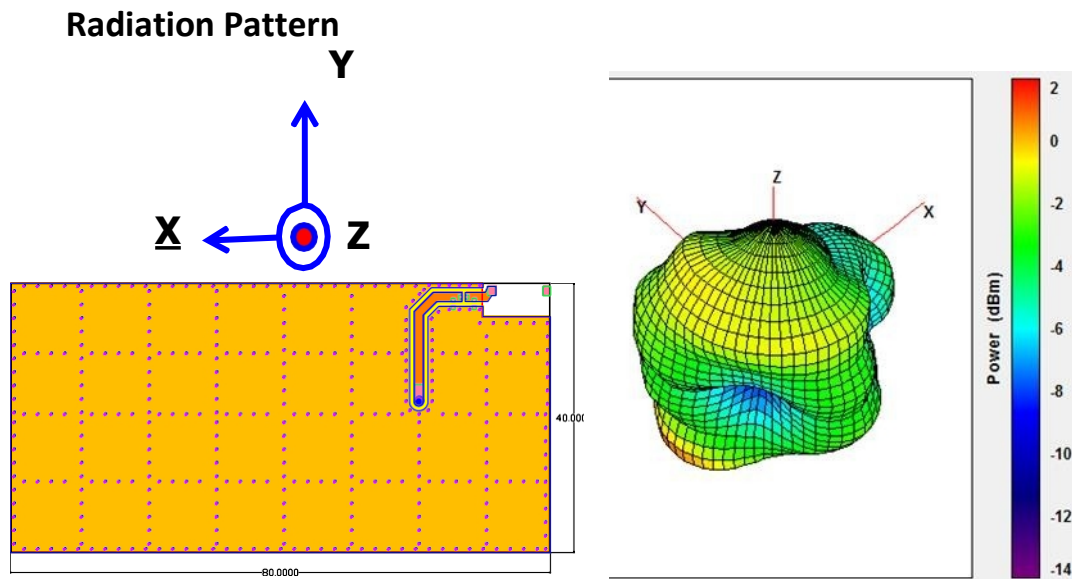 Radiation Pattern
Y
X
Z
40.000
80.0000
Z
Y
X
Power (dBm)
2
0
-2
-4
-6
-8
-10
-12
-14